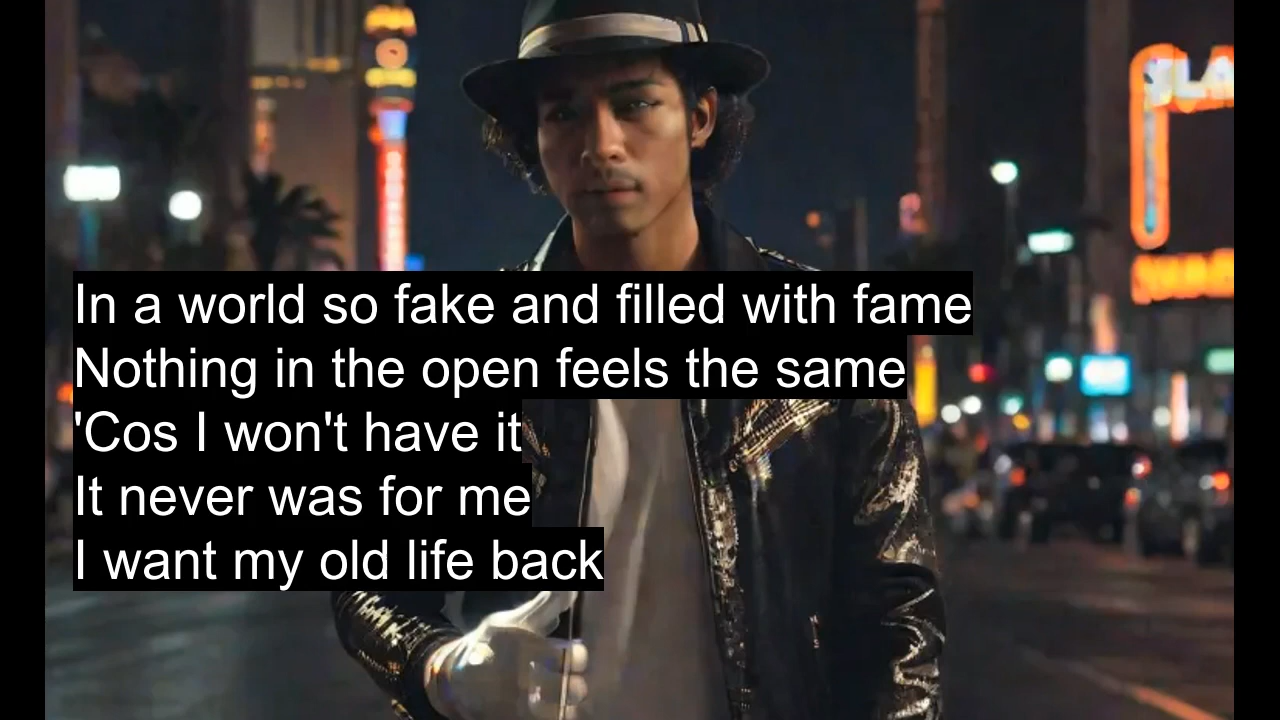 In a world so fake and filled with fame
Nothing in the open feels the same
'Cos I won't have it
It never was for me
I want my old life back